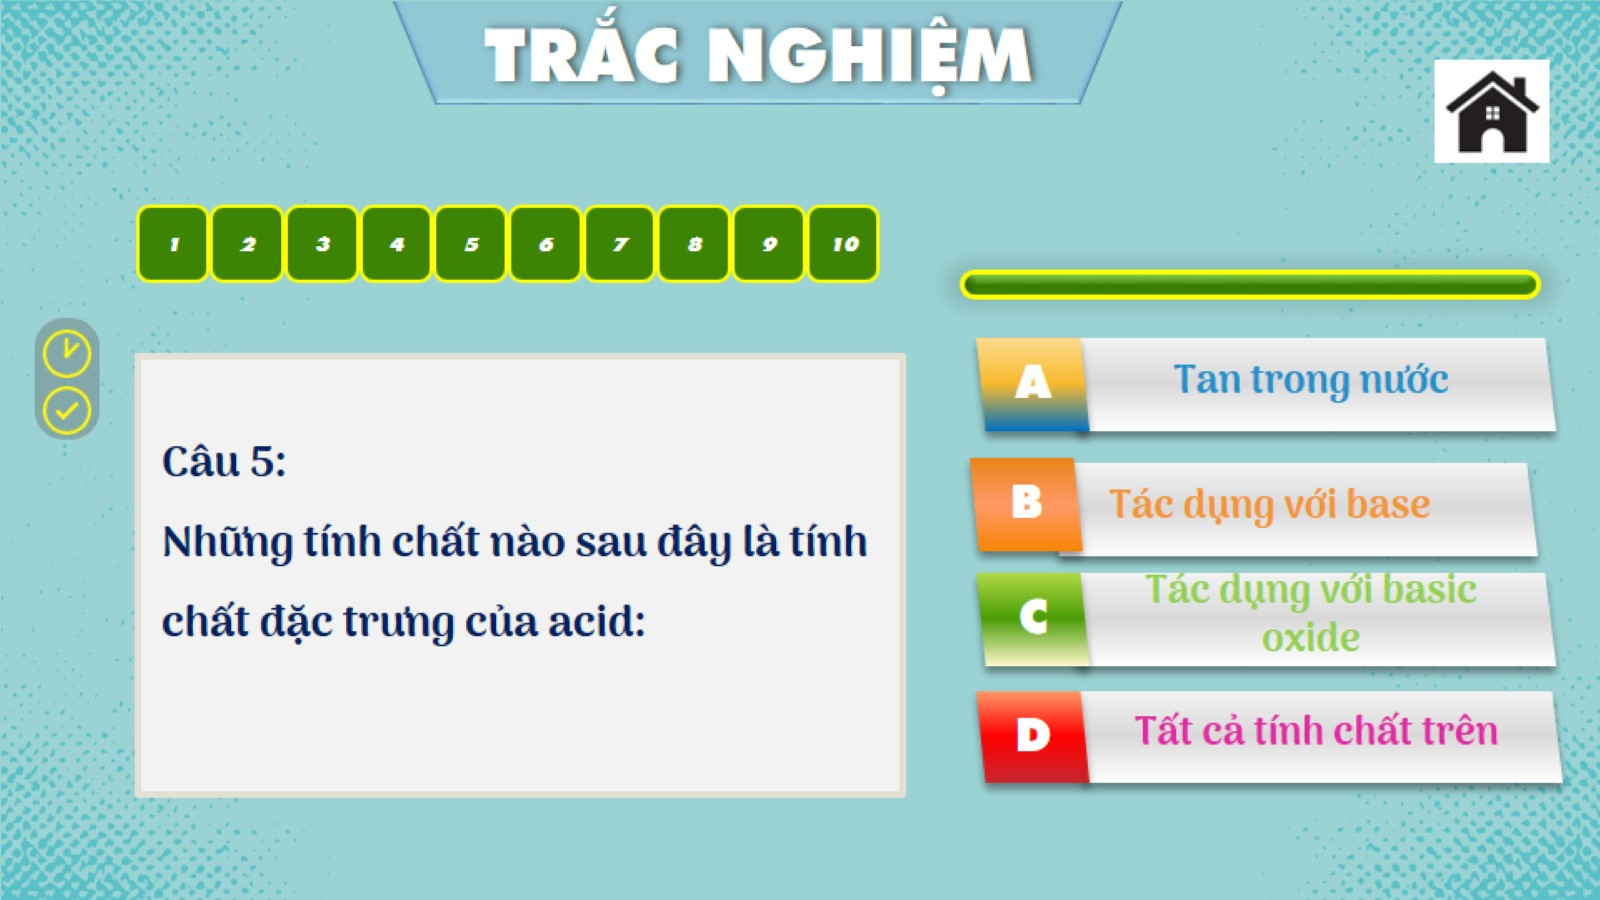 TRẮC NGHIỆM
1 2 3 4 5 6 7 8 9 10
Câu 5:
Những tính chất nào sau đây là tính
chất đặc trưng của acid:
A Tan trong nước
B Tác dụng với base
C Tác dụng với basic
oxide
D Tất cả tính chất trên